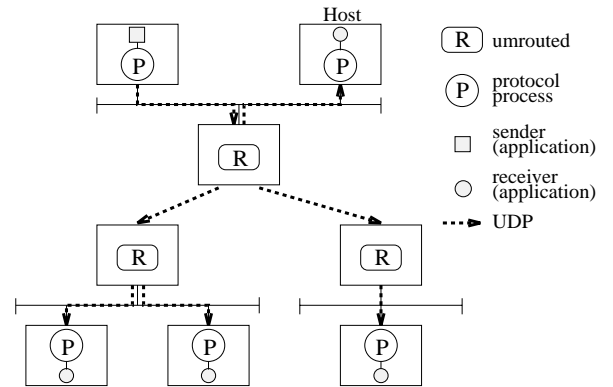 Host
P
P
R
R
R
P
P
P
R umrouted
P protocol
process
sender
(application)
receiver
(application)
UDP